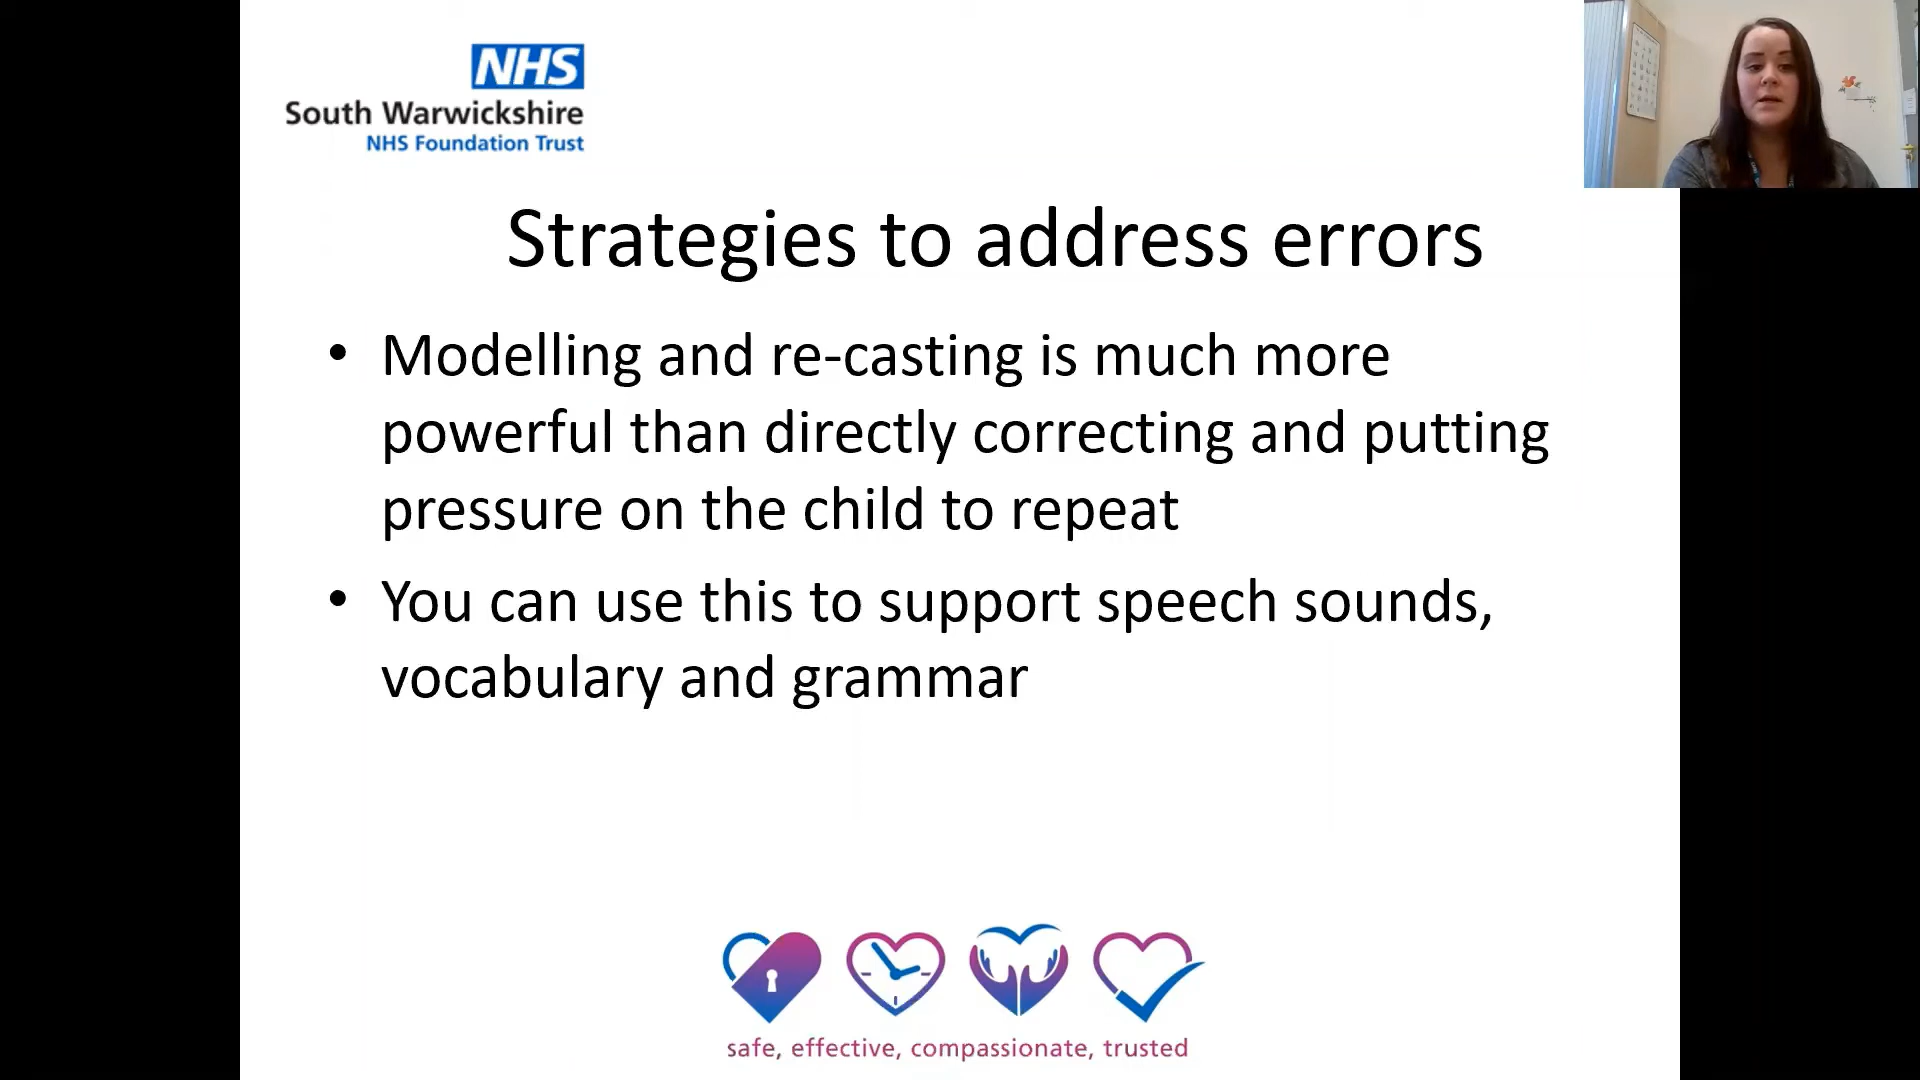 NHS
South Warwickshire
NHS Foundation Trust
Strategies to address errors
• Modelling and re-casting is much more
powerful than directly correcting and putting
pressure on the child to repeat
• You can use this to support speech sounds,
vocabulary and grammar
safe, effective, compassionate, trusted